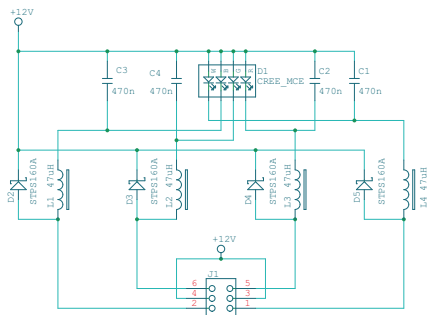 +12V
C3
470n
C4
470n
W
R
G
B
D1
CREE_MCE
C2
470n
C1
470n
D2
STPS160A
L1 47uH
D3
STPS160A
L2 47uH
D4
STPS160A
L3 47uH
D5
STPS160A
L4 47uH
+12V
J1
6
5
4
3
2
1